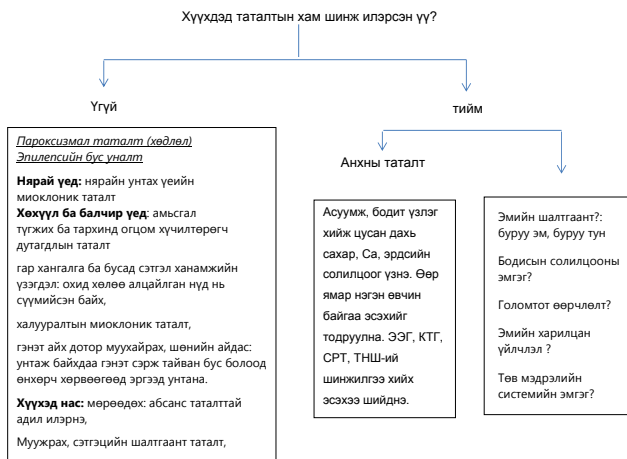 Хүүхдэд таталтын хам шинж илэрсэн үү?
Үгүй
тийм
Пароксизмал таталт (хөдлөл)
Эпилепсийн бус уналт
Нярай үед: нярайн унтах үеийн
миоклоник таталт
Хөхүүл ба балчир үед: амьсгал
түгжих ба тархинд огцом хүчилтөрөгч
дутагдлын таталт
гар хангалга ба бусад сэтгэл ханамжийн
үзэгдэл: охид хөлөө алцайлган нүд нь
сүүмийсэн байх,
халууралтын миоклоник таталт,
гэнэт айх дотор муухайрах, шөнийн айдас:
унтаж байхдаа гэнэт сэрж тайван бус болоод
өнхөрч хөрвөөгөөд эргээд унтана.
Хүүхэд нас: мөрөөдөх: абсанс таталттай
адил илэрнэ,
Муужрах, сэтгэцийн шалтгаант таталт,
Анхны таталт
Асуумж, бодит үзлэг
хийж цусан дахь
сахар, Ca, эрдсийн
солилцоог үзнэ. Өөр
ямар нэгэн өвчин
байгаа эсэхийг
тодруулна. ЭЭГ, КТГ,
СРТ, ТНШ-ий
шинжилгээ хийх
эсэхээ шийднэ.
Эмийн шалтгаант?:
буруу эм, буруу тун
Бодисын солилцооны
эмгэг?
Голомтот өөрчлөлт?
Эмийн харилцан
үйлчлэл ?
Төв мэдрэлийн
системийн эмгэг?